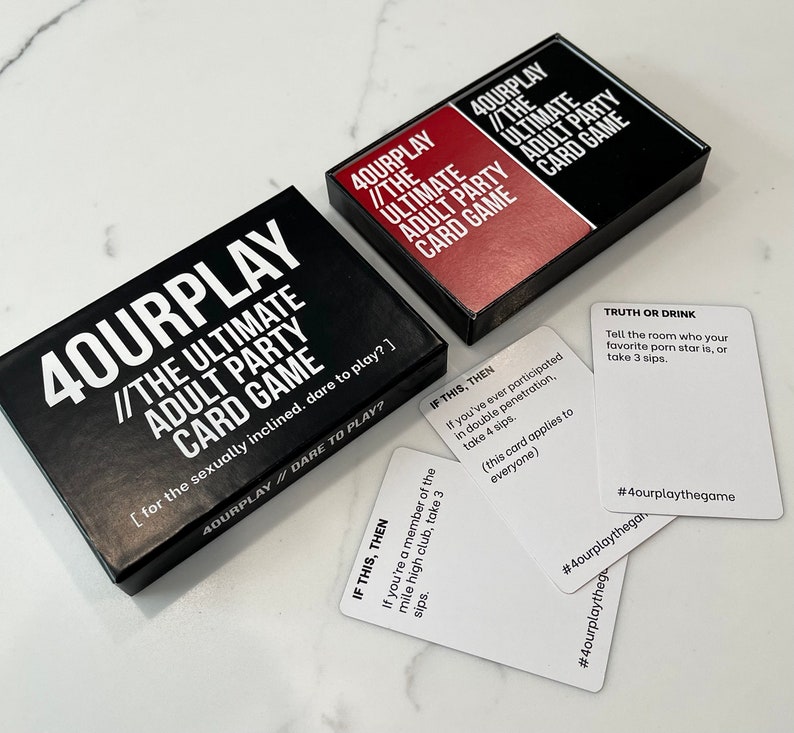 4OURPLAY
//THE
ULTIMATE
ADULT PARTY
CARD GAME
4OURPLAY
//THE
ULTIMATE
ADULT PARTY
CARD GAME
4OURPLAY
//THE ULTIMATE
ADULT PARTY
CARD GAME
[ for the sexually inclined. dare to play? ]
4OURPLAY // DARE TO PLAY?
TRUTH OR DRINK
Tell the room who your
favorite porn star is, or
take 3 sips.
#4ourplaythegame
IF THIS, THEN
If you've ever participated
in double penetration,
take 4 sips.
(this card applies to
everyone)
#4ourplaythegam
IF THIS, THEN
If you're a member of the
mile high club, take 3
sips.
#4ourplaytheg